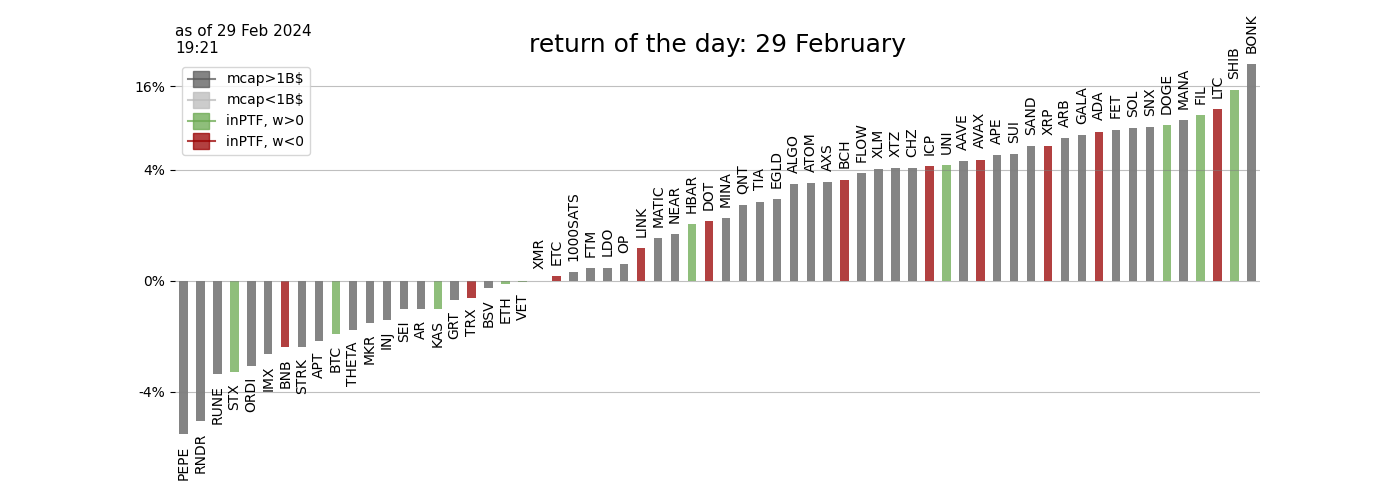 as of 29 Feb 2024
19:21
return of the day: 29 February
mcap>1B$
mcap<1B$
inPTF, w>0
inPTF, w<0
16%
4%
0%
-4%
PEPE
RNDR
RUNE
STX
ORDI
IMX
BNB
STRK
APT
BTC
THETA
MKR
INJ
SEI
AR
KAS
GRT
TRX
BSV
ETH
VET
XMR
ETC
1000SATS
FTM
LDO
OP
LINK
MATIC
NEAR
HBAR
DOT
MINA
QNT
TIA
EGLD
ALGO
ATOM
AXS
BCH
FLOW
XLM
XTZ
CHZ
ICP
UNI
AAVE
AVAX
APE
SUI
SAND
XRP
ARB
GALA
ADA
FET
SOL
SNX
DOGE
MANA
FIL
LTC
SHIB
BONK